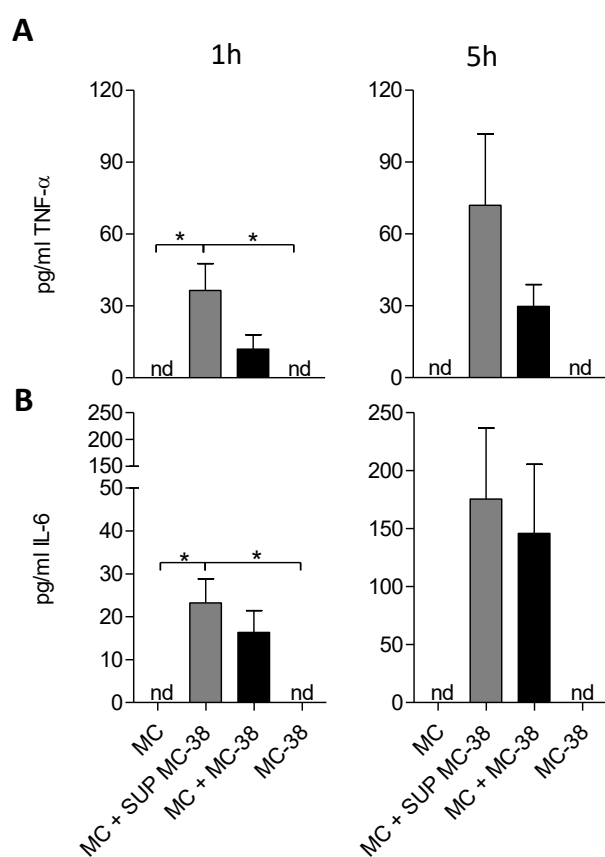 A
1h
5h
pg/ml TNF-α
120
90
60
30
0
* *
nd nd
120
90
60
30
0
nd nd
B
pg/ml IL-6
250
200
150
50
40
30
20
10
0
* *
nd nd
250
200
150
100
50
0
nd nd
MC
MC + SUP MC-38
MC + MC-38
MC-38
MC
MC + SUP MC-38
MC + MC-38
MC-38